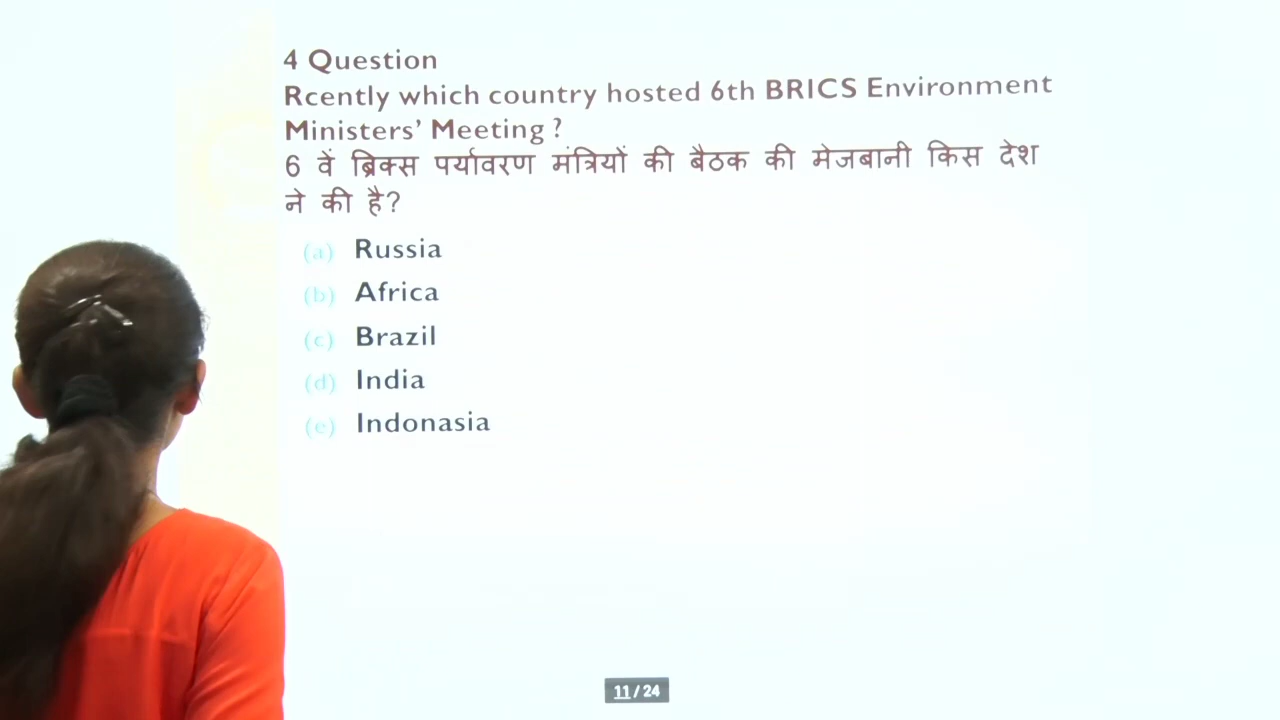 4 Question
Rcently which country hosted 6th BRICS Environment
Ministers' Meeting ?
6 वें ब्रिक्स पर्यावरण मंत्रियों की बैठक की मेजबानी किस देश
ने की है?
(a) Russia
(b) Africa
(c) Brazil
(d) India
(e) Indonasia
11 / 24